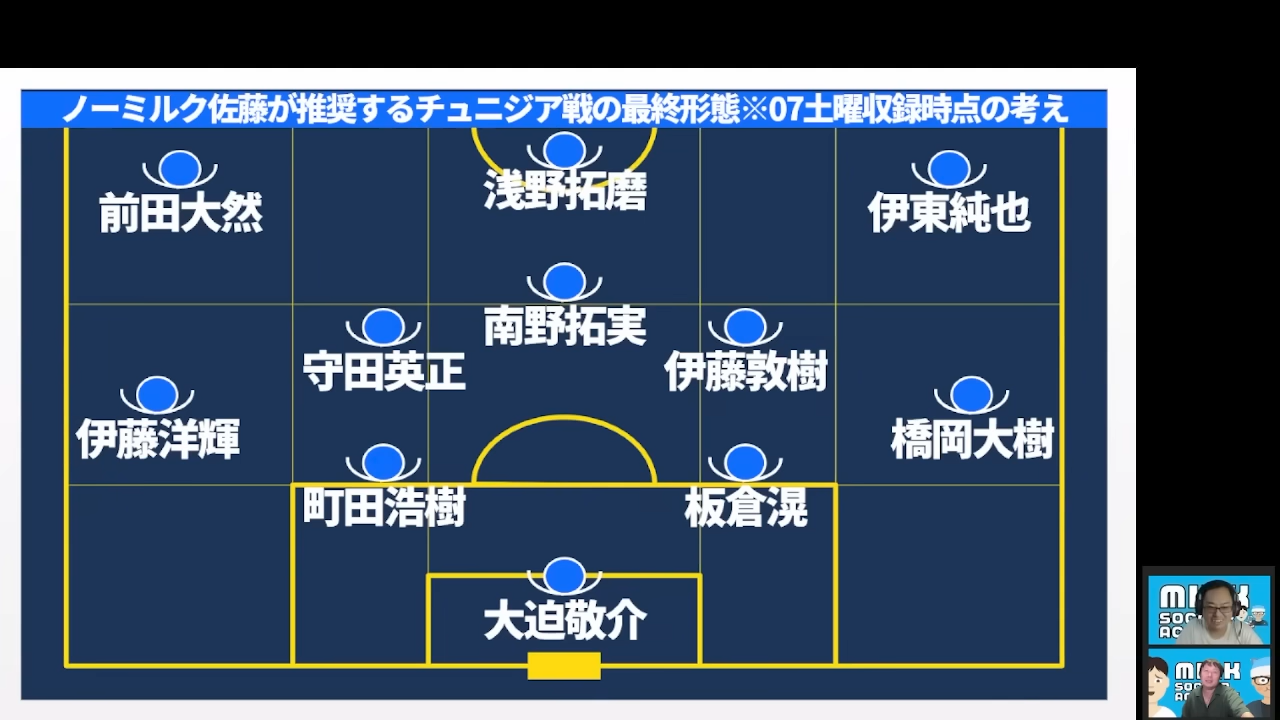 ノーミルク佐藤が推奨するチュニジア戦の最終形態※07土曜収録時点の考え
前田大然
浅野拓磨
伊東純也
南野拓実
守田英正
伊藤敦樹
伊藤洋輝
橋岡大樹
町田浩樹
板倉滉
大迫敬介